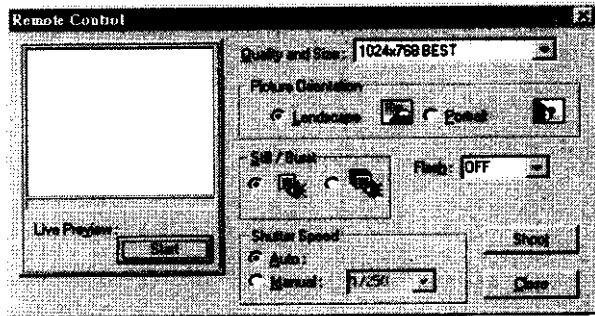 Remote Control
Quality and Size: 1024x768 BEST
Picture Orientation
Landscape
Portrait
Still / Burst
Flash: OFF
Live Preview:
Start
Shutter Speed
Auto:
Manual: 1/250
Shoot
Close